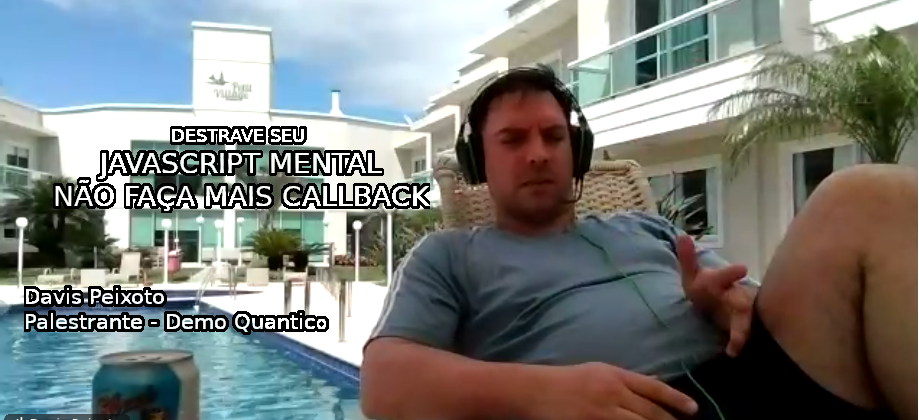 DESTRAVE SEU
JAVASCRIPT MENTAL
NÃO FAÇA MAIS CALLBACK
Davis Peixoto
Palestrante - Demo Quantico